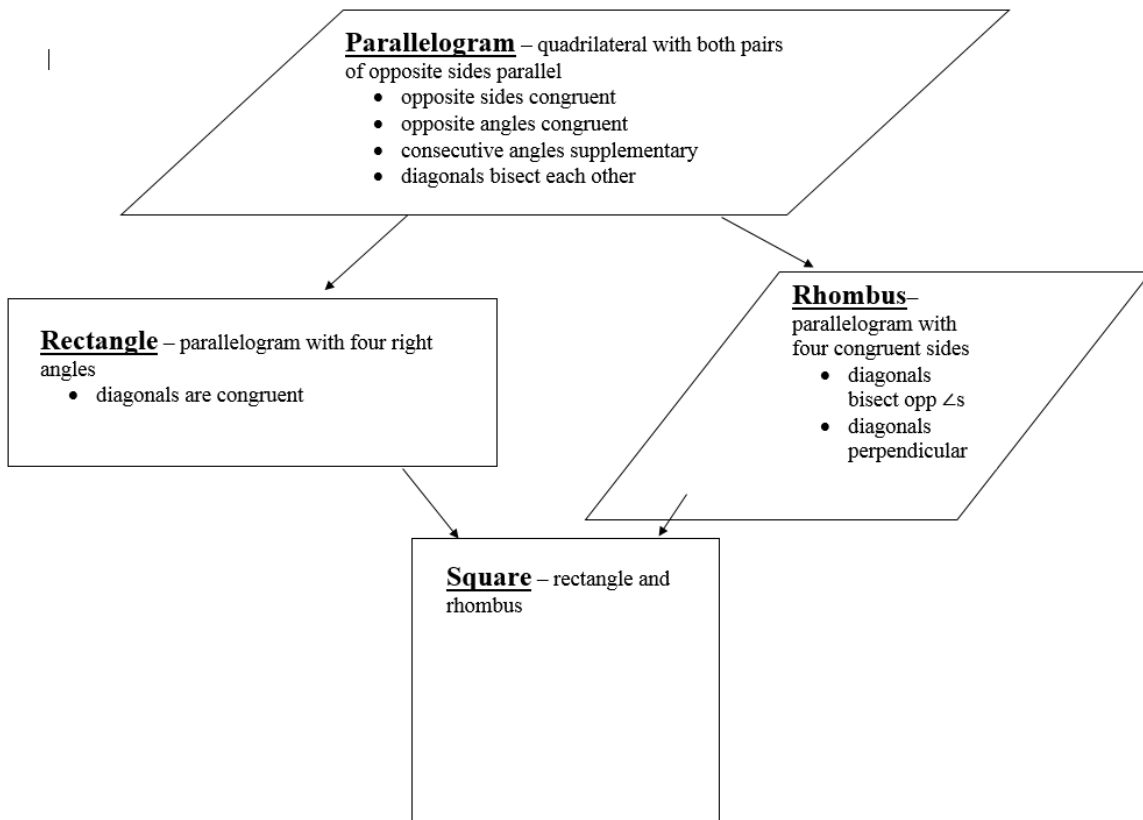 Parallelogram – quadrilateral with both pairs
of opposite sides parallel
• opposite sides congruent
• opposite angles congruent
• consecutive angles supplementary
• diagonals bisect each other
Rectangle – parallelogram with four right
angles
• diagonals are congruent
Rhombus–
parallelogram with
four congruent sides
• diagonals
bisect opp ∠s
• diagonals
perpendicular
Square – rectangle and
rhombus